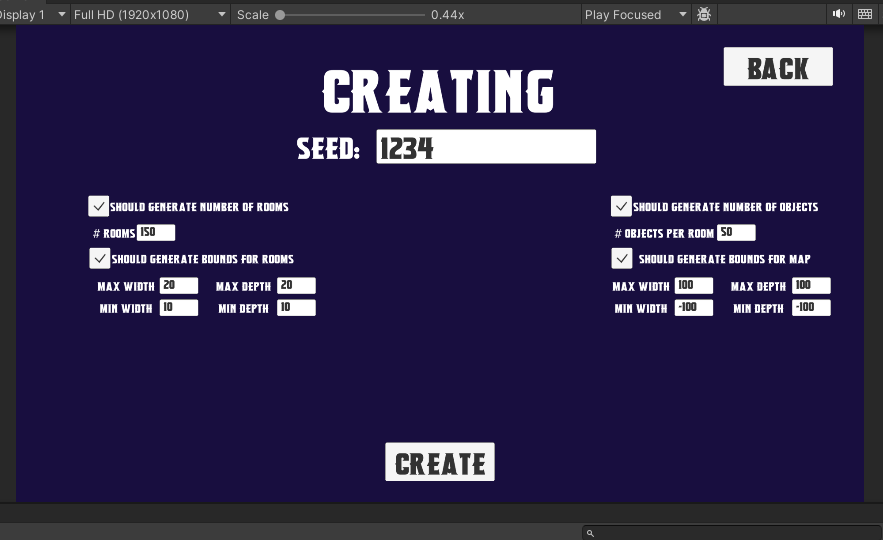 Display 1 Full HD (1920x1080) Scale 0.44x Play Focused
BACK
CREATING
SEED: 1234
SHOULD GENERATE NUMBER OF ROOMS
# ROOMS 150
SHOULD GENERATE BOUNDS FOR ROOMS
MAX WIDTH 20 MAX DEPTH 20
MIN WIDTH 10 MIN DEPTH 10
SHOULD GENERATE NUMBER OF OBJECTS
# OBJECTS PER ROOM 50
SHOULD GENERATE BOUNDS FOR MAP
MAX WIDTH 100 MAX DEPTH 100
MIN WIDTH -100 MIN DEPTH -100
CREATE